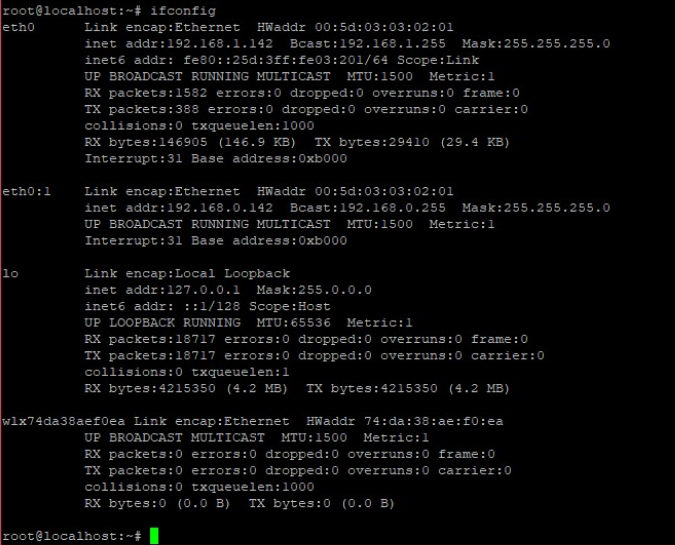 root@localhost:~# ifconfig
eth0      Link encap:Ethernet  HWaddr 00:5d:03:03:02:01
          inet addr:192.168.1.142  Bcast:192.168.1.255  Mask:255.255.255.0
          inet6 addr: fe80::25d:3ff:fe03:201/64 Scope:Link
          UP BROADCAST RUNNING MULTICAST  MTU:1500  Metric:1
          RX packets:1582 errors:0 dropped:0 overruns:0 frame:0
          TX packets:388 errors:0 dropped:0 overruns:0 carrier:0
          collisions:0 txqueuelen:1000
          RX bytes:146905 (146.9 KB)  TX bytes:29410 (29.4 KB)
          Interrupt:31 Base address:0xb000

eth0:1    Link encap:Ethernet  HWaddr 00:5d:03:03:02:01
          inet addr:192.168.0.142  Bcast:192.168.0.255  Mask:255.255.255.0
          UP BROADCAST RUNNING MULTICAST  MTU:1500  Metric:1
          Interrupt:31 Base address:0xb000

lo        Link encap:Local Loopback
          inet addr:127.0.0.1  Mask:255.0.0.0
          inet6 addr: ::1/128 Scope:Host
          UP LOOPBACK RUNNING  MTU:65536  Metric:1
          RX packets:18717 errors:0 dropped:0 overruns:0 frame:0
          TX packets:18717 errors:0 dropped:0 overruns:0 carrier:0
          collisions:0 txqueuelen:1
          RX bytes:4215350 (4.2 MB)  TX bytes:4215350 (4.2 MB)

wlx74da38aef0ea Link encap:Ethernet  HWaddr 74:da:38:ae:f0:ea
          UP BROADCAST MULTICAST  MTU:1500  Metric:1
          RX packets:0 errors:0 dropped:0 overruns:0 frame:0
          TX packets:0 errors:0 dropped:0 overruns:0 carrier:0
          collisions:0 txqueuelen:1000
          RX bytes:0 (0.0 B)  TX bytes:0 (0.0 B)

root@localhost:~#